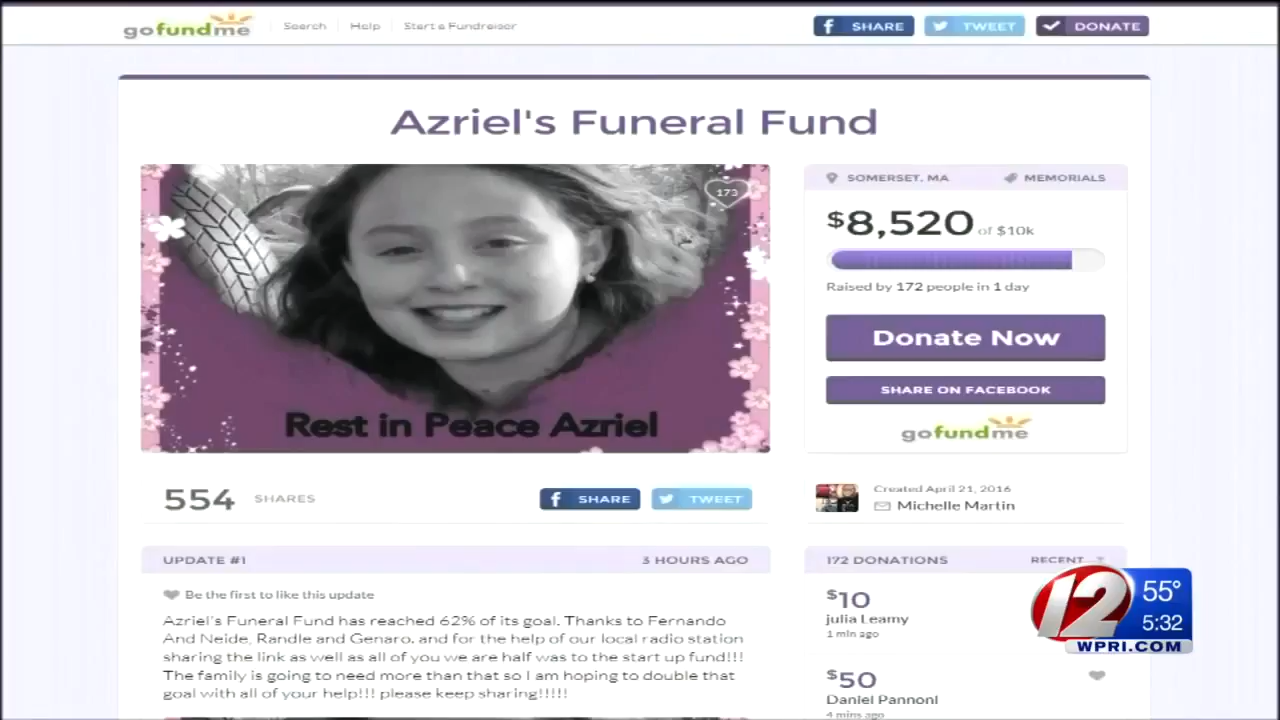 gofundme Search Help Start a Fundraiser SHARE TWEET DONATE
Azriel's Funeral Fund
173
Rest in Peace Azriel
SOMERSET, MA MEMORIALS
$8,520 of $10k
Raised by 172 people in 1 day
Donate Now
SHARE ON FACEBOOK
gofundme
554 SHARES SHARE TWEET
Created April 21, 2016
Michelle Martin
UPDATE #1 3 HOURS AGO
Be the first to like this update
Azriel's Funeral Fund has reached 62% of its goal. Thanks to Fernando
And Neide, Randle and Genaro. and for the help of our local radio station
sharing the link as well as all of you we are half was to the start up fund!!!
The family is going to need more than that so I am hoping to double that
goal with all of your help!!! please keep sharing!!!!!
172 DONATIONS RECENT
$10
julia Leamy
1 min ago
$50
Daniel Pannoni
4 mins ago
12 55°
5:32
WPRI.COM